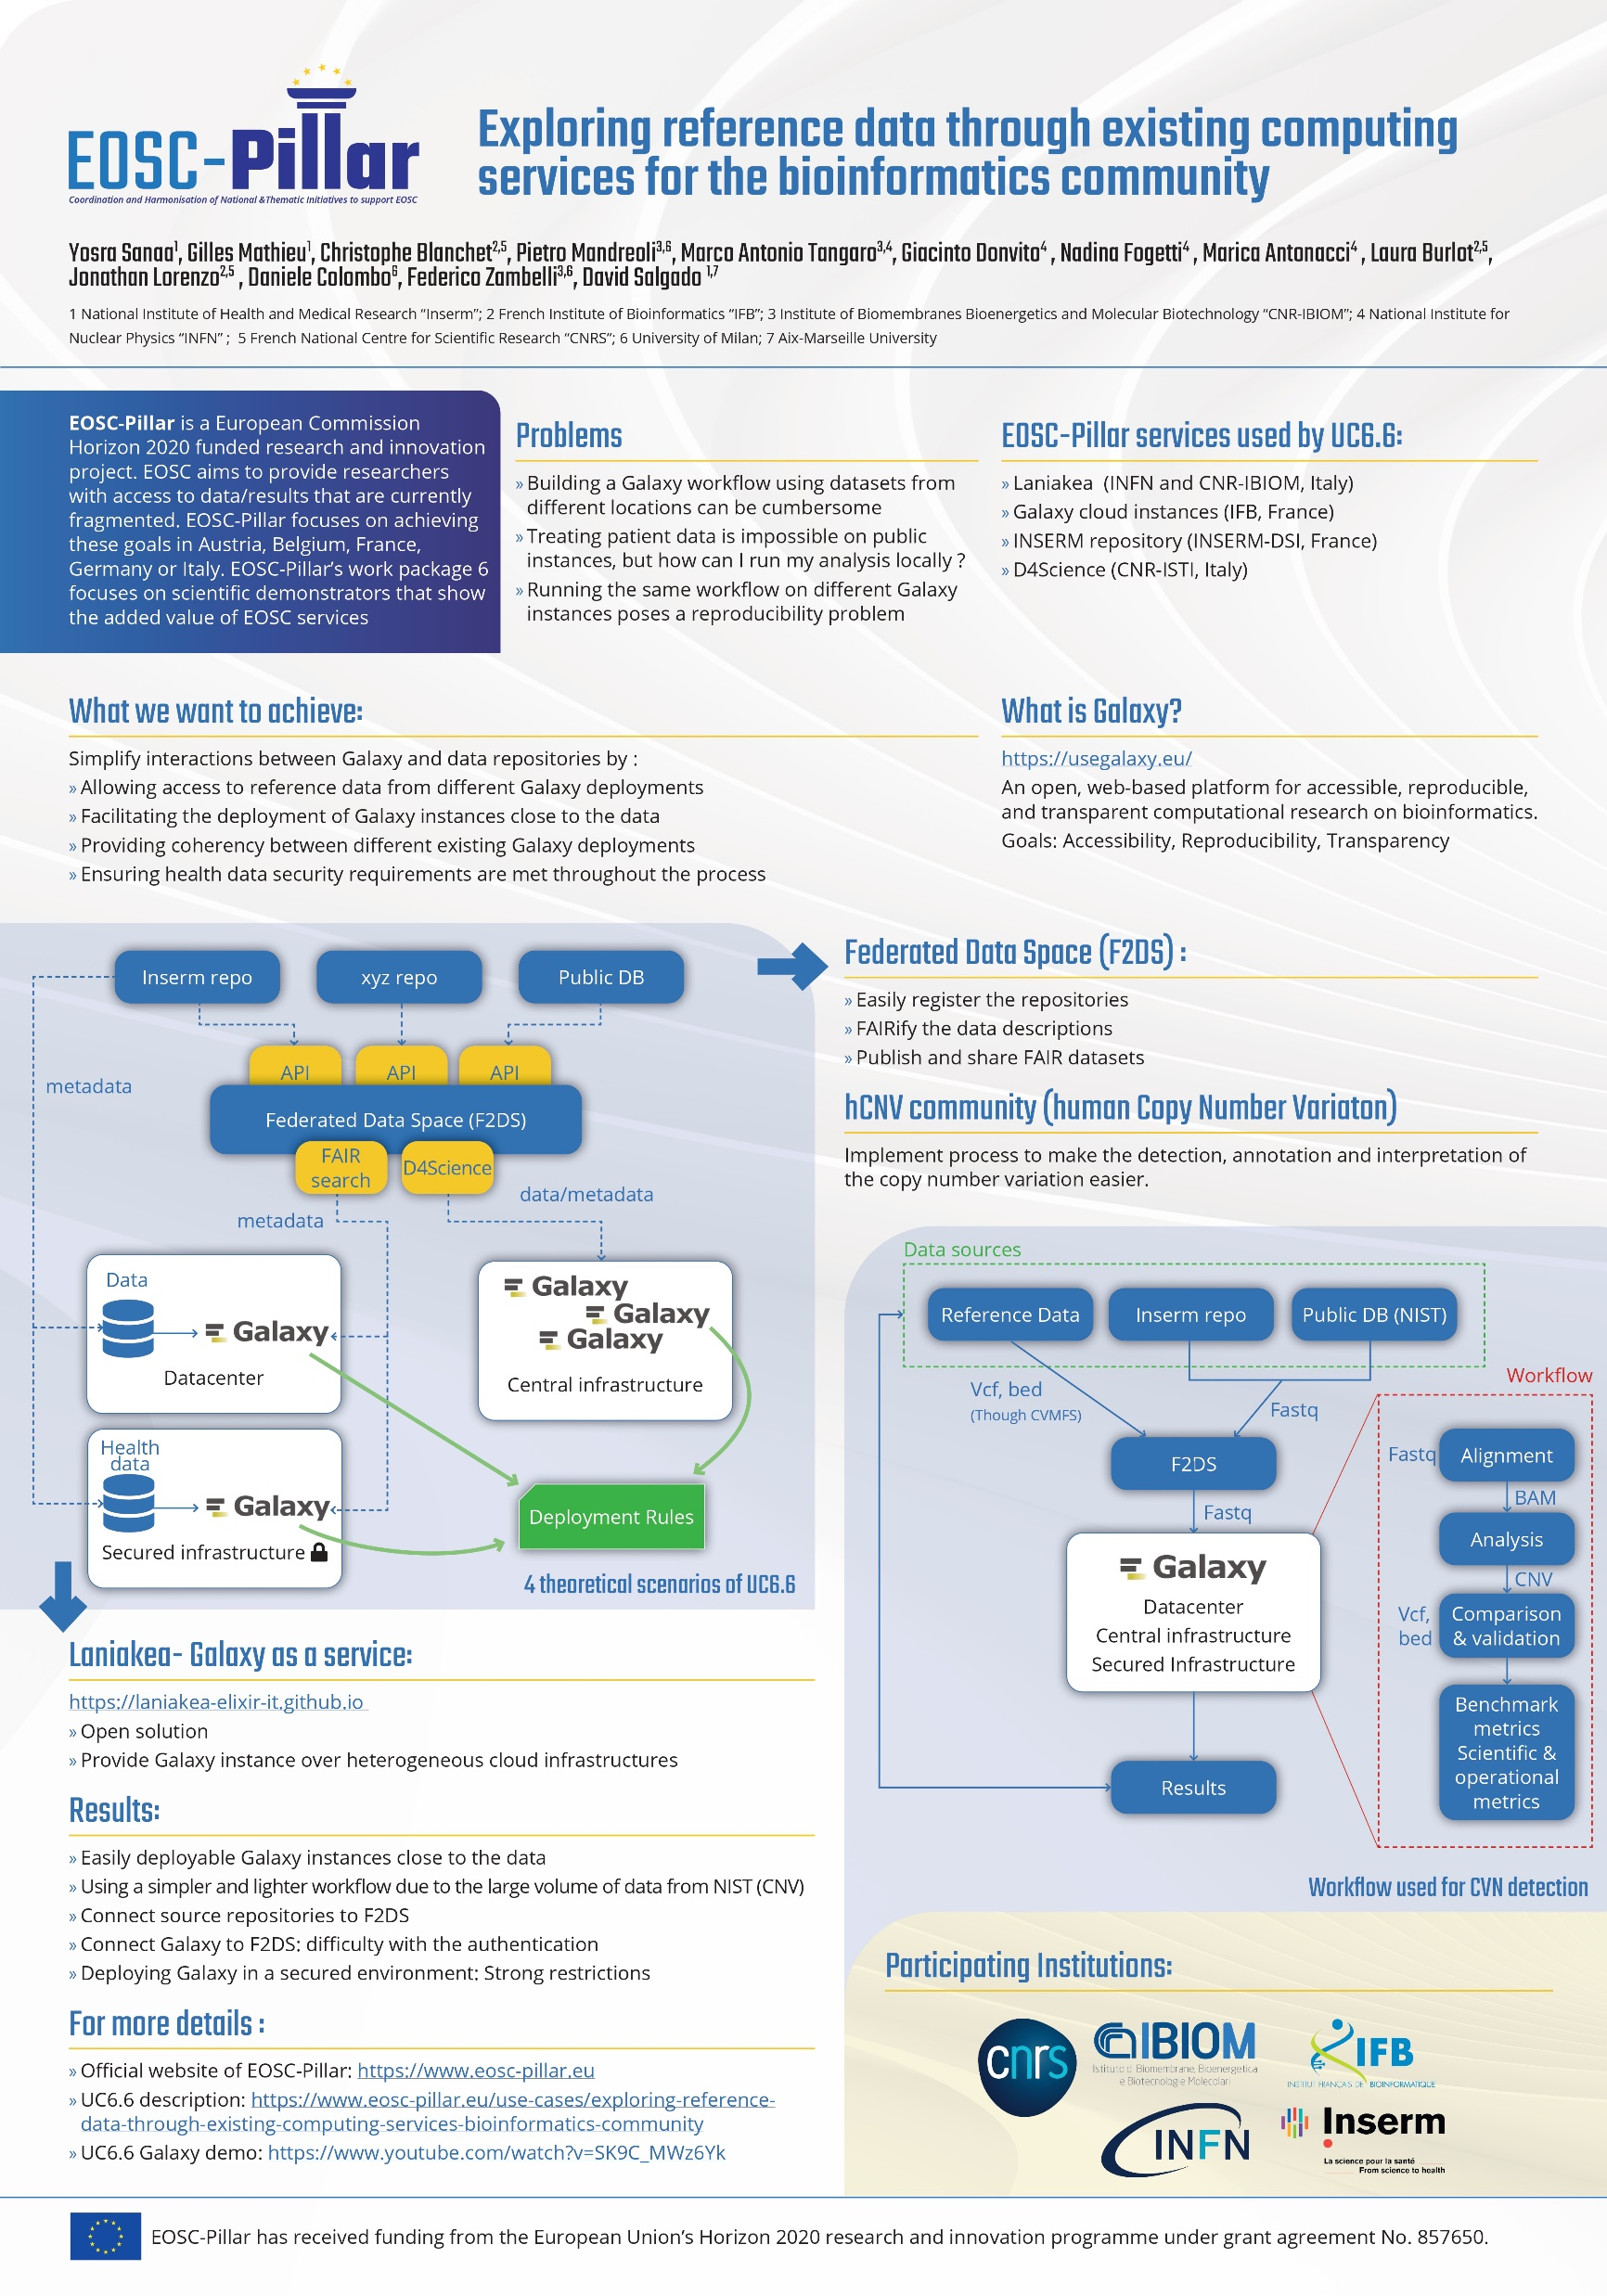 EOSC-Pillar
Coordination and Harmonisation of National &Thematic Initiatives to support EOSC
Exploring reference data through existing computing
services for the bioinformatics community
Yosra Sanaa1, Gilles Mathieu1, Christophe Blanchet2,5, Pietro Mandreoli3,6, Marco Antonio Tangaro3,4, Giacinto Donvito4 , Nadina Fogetti4 , Marica Antonacci4 , Laura Burlot2,5,
Jonathan Lorenzo2,5 , Daniele Colombo6, Federico Zambelli3,6, David Salgado 1,7
1 National Institute of Health and Medical Research “Inserm”; 2 French Institute of Bioinformatics “IFB”; 3 Institute of Biomembranes Bioenergetics and Molecular Biotechnology “CNR-IBIOM”; 4 National Institute for
Nuclear Physics “INFN” ; 5 French National Centre for Scientific Research “CNRS”; 6 University of Milan; 7 Aix-Marseille University
EOSC-Pillar is a European Commission
Horizon 2020 funded research and innovation
project. EOSC aims to provide researchers
with access to data/results that are currently
fragmented. EOSC-Pillar focuses on achieving
these goals in Austria, Belgium, France,
Germany or Italy. EOSC-Pillar’s work package 6
focuses on scientific demonstrators that show
the added value of EOSC services
Problems
» Building a Galaxy workflow using datasets from
different locations can be cumbersome
» Treating patient data is impossible on public
instances, but how can I run my analysis locally ?
» Running the same workflow on different Galaxy
instances poses a reproducibility problem
EOSC-Pillar services used by UC6.6:
» Laniakea (INFN and CNR-IBIOM, Italy)
» Galaxy cloud instances (IFB, France)
» INSERM repository (INSERM-DSI, France)
» D4Science (CNR-ISTI, Italy)
What we want to achieve:
Simplify interactions between Galaxy and data repositories by :
» Allowing access to reference data from different Galaxy deployments
» Facilitating the deployment of Galaxy instances close to the data
» Providing coherency between different existing Galaxy deployments
» Ensuring health data security requirements are met throughout the process
What is Galaxy?
https://usegalaxy.eu/
An open, web-based platform for accessible, reproducible,
and transparent computational research on bioinformatics.
Goals: Accessibility, Reproducibility, Transparency
Inserm repo
xyz repo
Public DB
API
API
API
metadata
Federated Data Space (F2DS)
FAIR
search
D4Science
data/metadata
metadata
Data
Galaxy
Datacenter
Galaxy
Galaxy
Galaxy
Central infrastructure
Health
data
Galaxy
Secured infrastructure
Deployment Rules
4 theoretical scenarios of UC6.6
Federated Data Space (F2DS) :
» Easily register the repositories
» FAIRify the data descriptions
» Publish and share FAIR datasets
hCNV community (human Copy Number Variaton)
Implement process to make the detection, annotation and interpretation of
the copy number variation easier.
Data sources
Reference Data
Inserm repo
Public DB (NIST)
Vcf, bed
(Though CVMFS)
Fastq
F2DS
Fastq
Galaxy
Datacenter
Central infrastructure
Secured Infrastructure
Results
Workflow
Fastq
Alignment
BAM
Analysis
CNV
Vcf,
bed
Comparison
& validation
Benchmark
metrics
Scientific &
operational
metrics
Workflow used for CVN detection
Laniakea- Galaxy as a service:
https://laniakea-elixir-it.github.io
» Open solution
» Provide Galaxy instance over heterogeneous cloud infrastructures
Results:
» Easily deployable Galaxy instances close to the data
» Using a simpler and lighter workflow due to the large volume of data from NIST (CNV)
» Connect source repositories to F2DS
» Connect Galaxy to F2DS: difficulty with the authentication
» Deploying Galaxy in a secured environment: Strong restrictions
For more details :
» Official website of EOSC-Pillar: https://www.eosc-pillar.eu
» UC6.6 description: https://www.eosc-pillar.eu/use-cases/exploring-reference-
data-through-existing-computing-services-bioinformatics-community
» UC6.6 Galaxy demo: https://www.youtube.com/watch?v=SK9C_MWz6Yk
Participating Institutions:
cnrs
IBIOM
Istituto di Biomembrane, Bioenergetica
e Biotecnologie Molecolari
IFB
INSTITUT FRANÇAIS DE BIOINFORMATIQUE
INFN
Inserm
La science pour la santé
From science to health
EOSC-Pillar has received funding from the European Union’s Horizon 2020 research and innovation programme under grant agreement No. 857650.